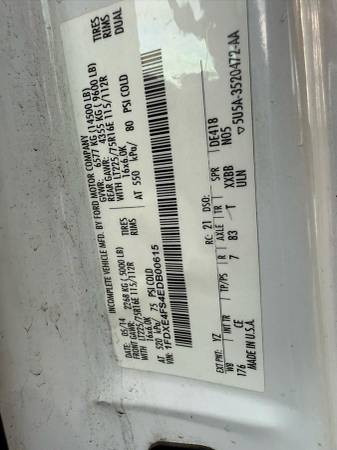 INCOMPLETE VEHICLE MFD. BY FORD MOTOR COMPANY
DATE: 05/14 GVWR: 6577 KG (14500 LB)
FRONT GAWR: 2268 KG (5000 LB) REAR GAWR: 4355 KG (9600 LB)
WITH LT225/75R16E 115/112R WITH LT225/75R16E 115/112R TIRES
16x6.0K 16x6.0K RIMS
AT 520 kPa/ 75 PSI COLD AT 550 kPa/ 80 PSI COLD DUAL
1FDXE4FS4EDB00615
EXT PNT: YZ RC: 21 DSO: DE418
WB INT TR TP/PS R AXLE TR SPR N05
176 7 83 T XXBB
MADE IN U.S.A. ULN
5U5A-3520472-AA